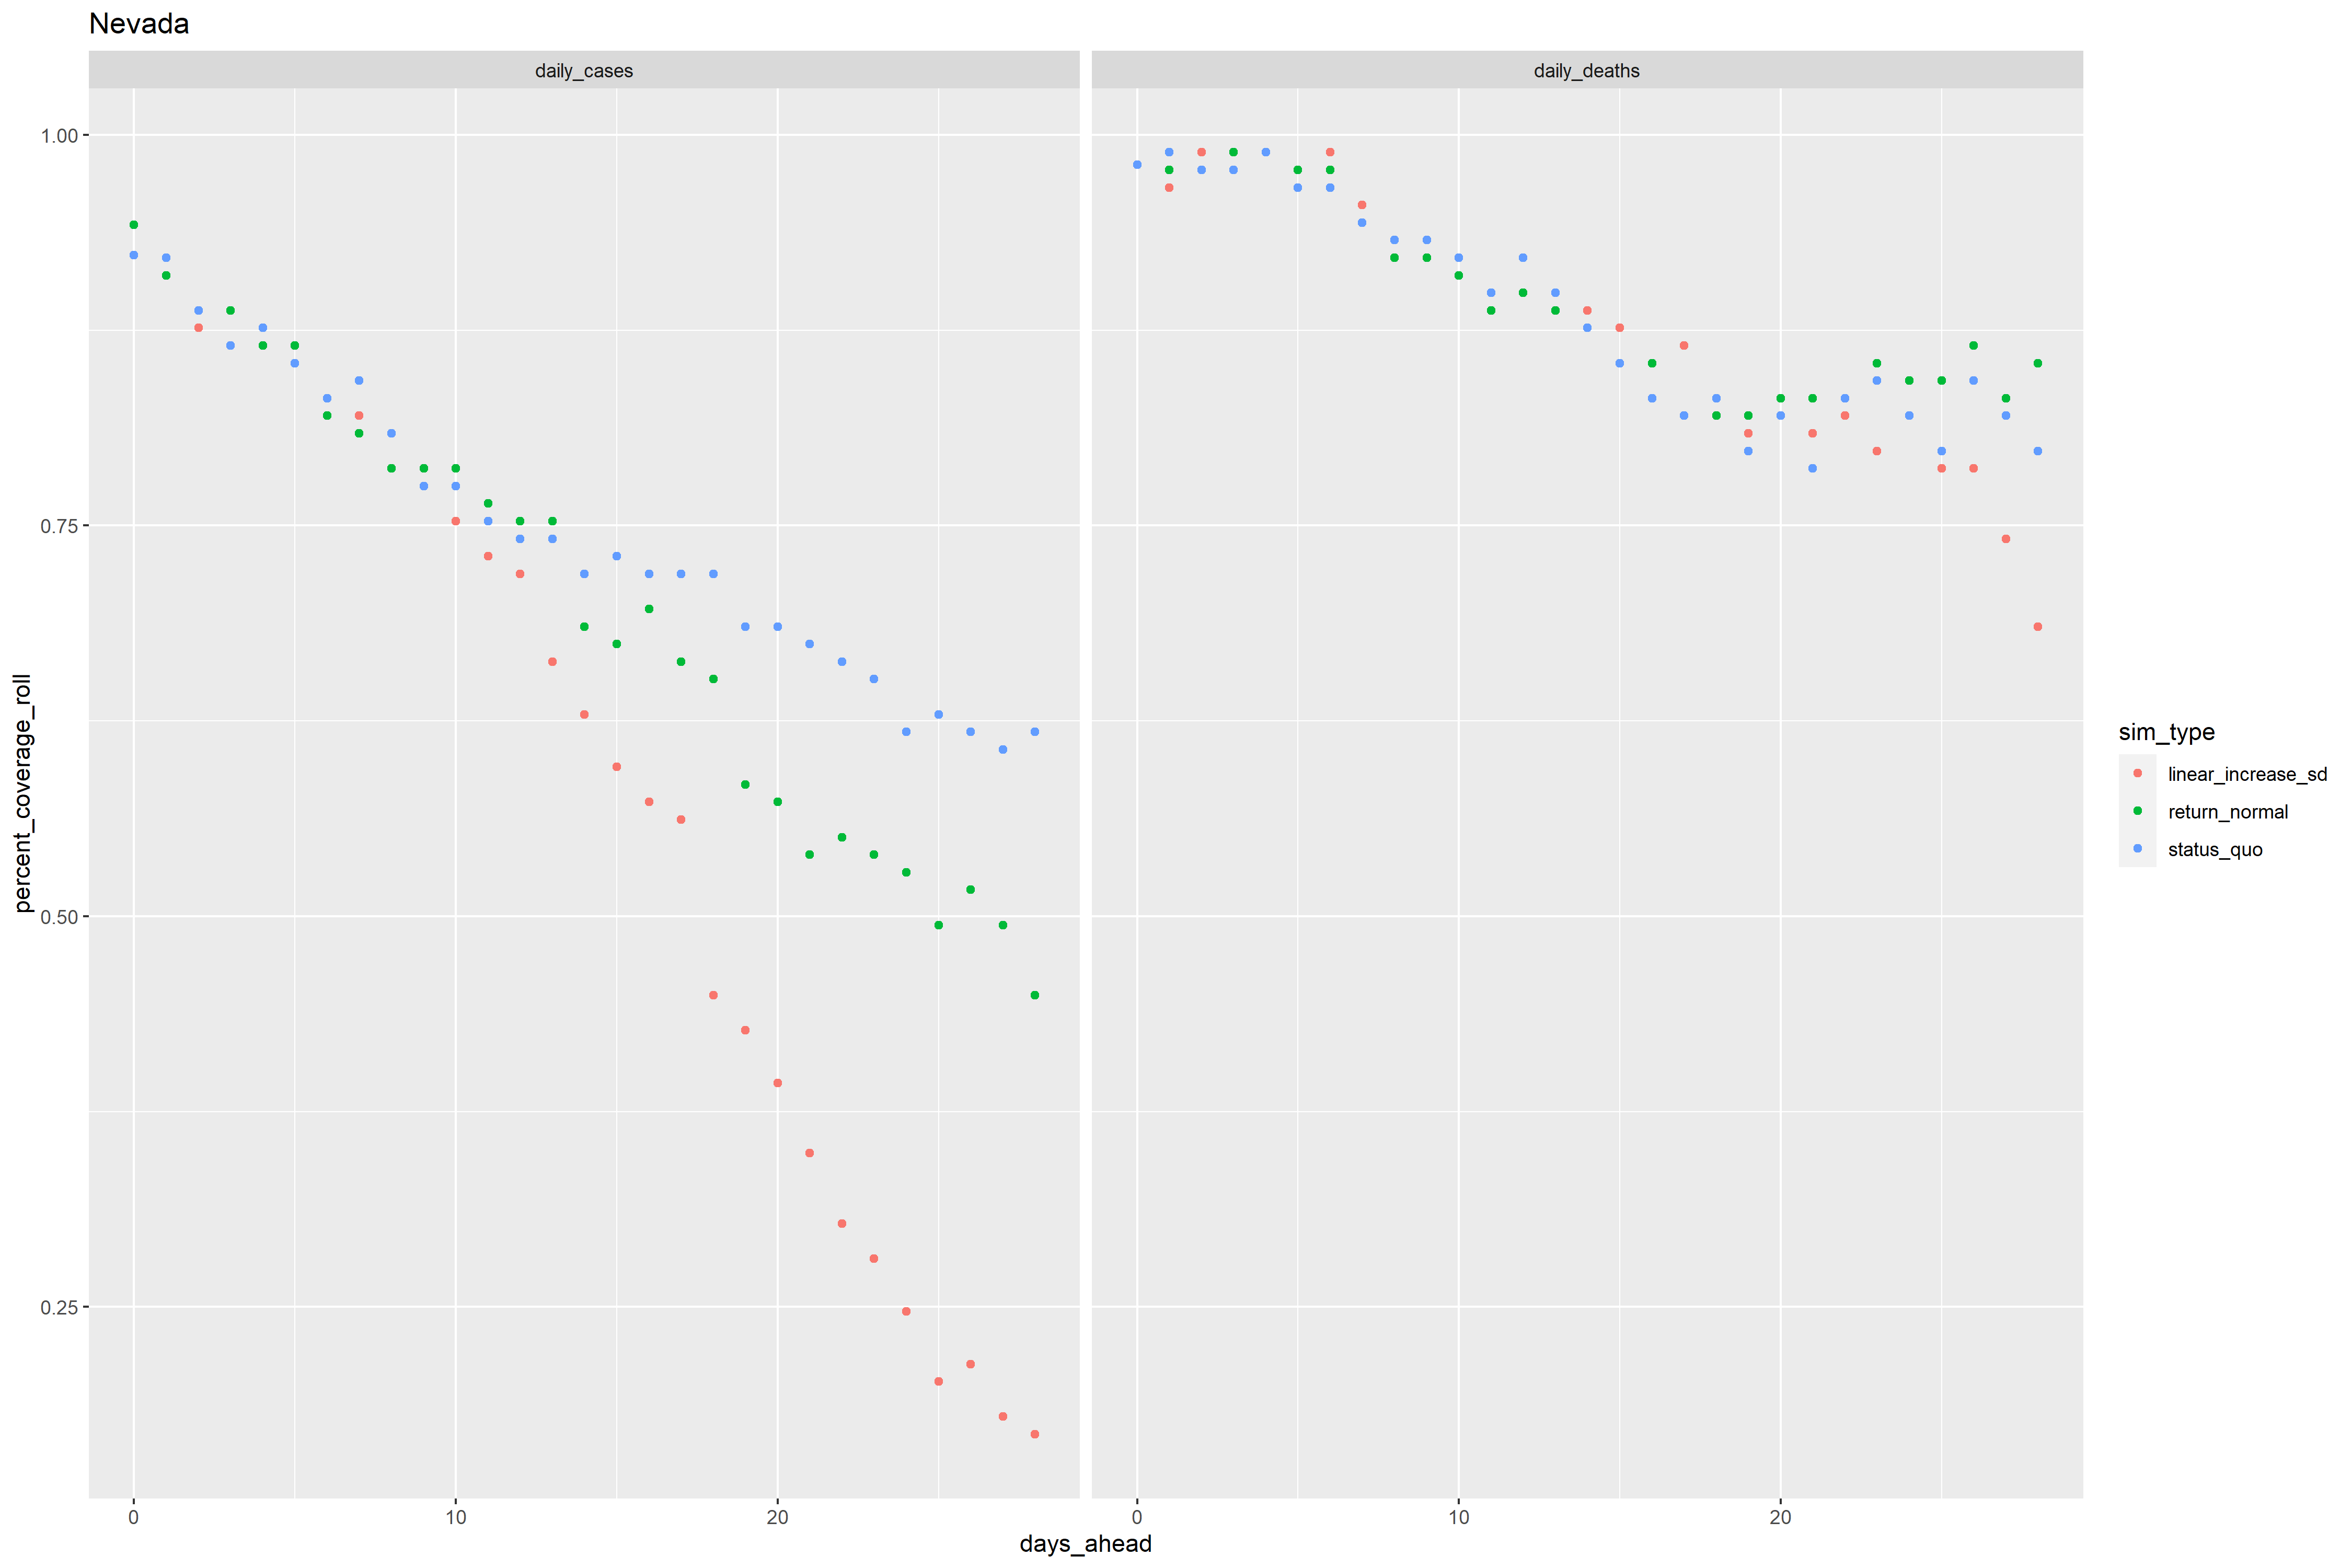 Nevada
daily_cases
daily_deaths
1.00
0.75
0.50
0.25
percent_coverage_roll
0
10
20
0
10
20
days_ahead
sim_type
linear_increase_sd
return_normal
status_quo